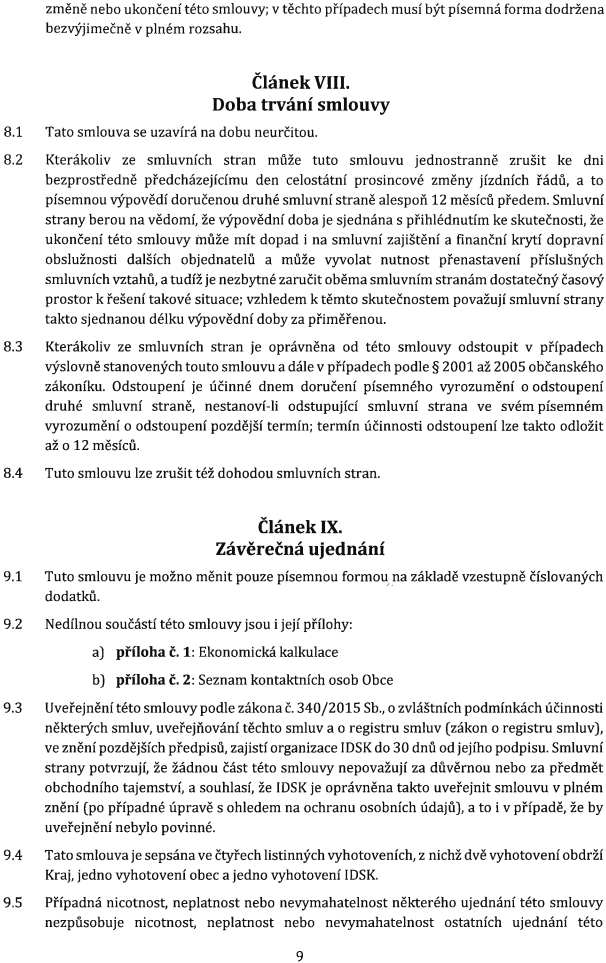 změně nebo ukončení této smlouvy; v těchto případech musí být písemná forma dodržena
bezvýjimečně v plném rozsahu.
Článek VIII.
Doba trvání smlouvy
8.1 Tato smlouva se uzavírá na dobu neurčitou.
8.2 Kterákoliv ze smluvních stran může tuto smlouvu jednostranně zrušit ke dni
bezprostředně předcházejícímu den celostátní prosincové změny jízdních řádů, a to
písemnou výpovědí doručenou druhé smluvní straně alespoň 12 měsíců předem. Smluvní
strany berou na vědomí, že výpovědní doba je sjednána s přihlédnutím ke skutečnosti, že
ukončení této smlouvy může mít dopad i na smluvní zajištění a finanční krytí dopravní
obslužnosti dalších objednatelů a může vyvolat nutnost přenastavení příslušných
smluvních vztahů, a tudíž je nezbytné zaručit oběma smluvním stranám dostatečný časový
prostor k řešení takové situace; vzhledem k těmto skutečnostem považují smluvní strany
takto sjednanou délku výpovědní doby za přiměřenou.
8.3 Kterákoliv ze smluvních stran je oprávněna od této smlouvy odstoupit v případech
výslovně stanovených touto smlouvou a dále v případech podle § 2001 až 2005 občanského
zákoníku. Odstoupení je účinné dnem doručení písemného vyrozumění o odstoupení
druhé smluvní straně, nestanoví-li odstupující smluvní strana ve svém písemném
vyrozumění o odstoupení pozdější termín; termín účinnosti odstoupení lze takto odložit
až o 12 měsíců.
8.4 Tuto smlouvu lze zrušit též dohodou smluvních stran.
Článek IX.
Závěrečná ujednání
9.1 Tuto smlouvu je možno měnit pouze písemnou formou na základě vzestupně číslovaných
dodatků.
9.2 Nedílnou součástí této smlouvy jsou i její přílohy:
a) příloha č. 1: Ekonomická kalkulace
b) příloha č. 2: Seznam kontaktních osob Obce
9.3 Uveřejnění této smlouvy podle zákona č. 340/2015 Sb., o zvláštních podmínkách účinnosti
některých smluv, uveřejňování těchto smluv a o registru smluv (zákon o registru smluv),
ve znění pozdějších předpisů, zajistí organizace IDSK do 30 dnů od jejího podpisu. Smluvní
strany potvrzují, že žádnou část této smlouvy nepovažují za důvěrnou nebo za předmět
obchodního tajemství, a souhlasí, že IDSK je oprávněna takto uveřejnit smlouvu v plném
znění (po případné úpravě s ohledem na ochranu osobních údajů), a to i v případě, že by
uveřejnění nebylo povinné.
9.4 Tato smlouva je sepsána ve čtyřech listinných vyhotoveních, z nichž dvě vyhotovení obdrží
Kraj, jedno vyhotovení obec a jedno vyhotovení IDSK.
9.5 Případná nicotnost, neplatnost nebo nevymahatelnost některého ujednání této smlouvy
nezpůsobuje nicotnost, neplatnost nebo nevymahatelnost ostatních ujednání této
9